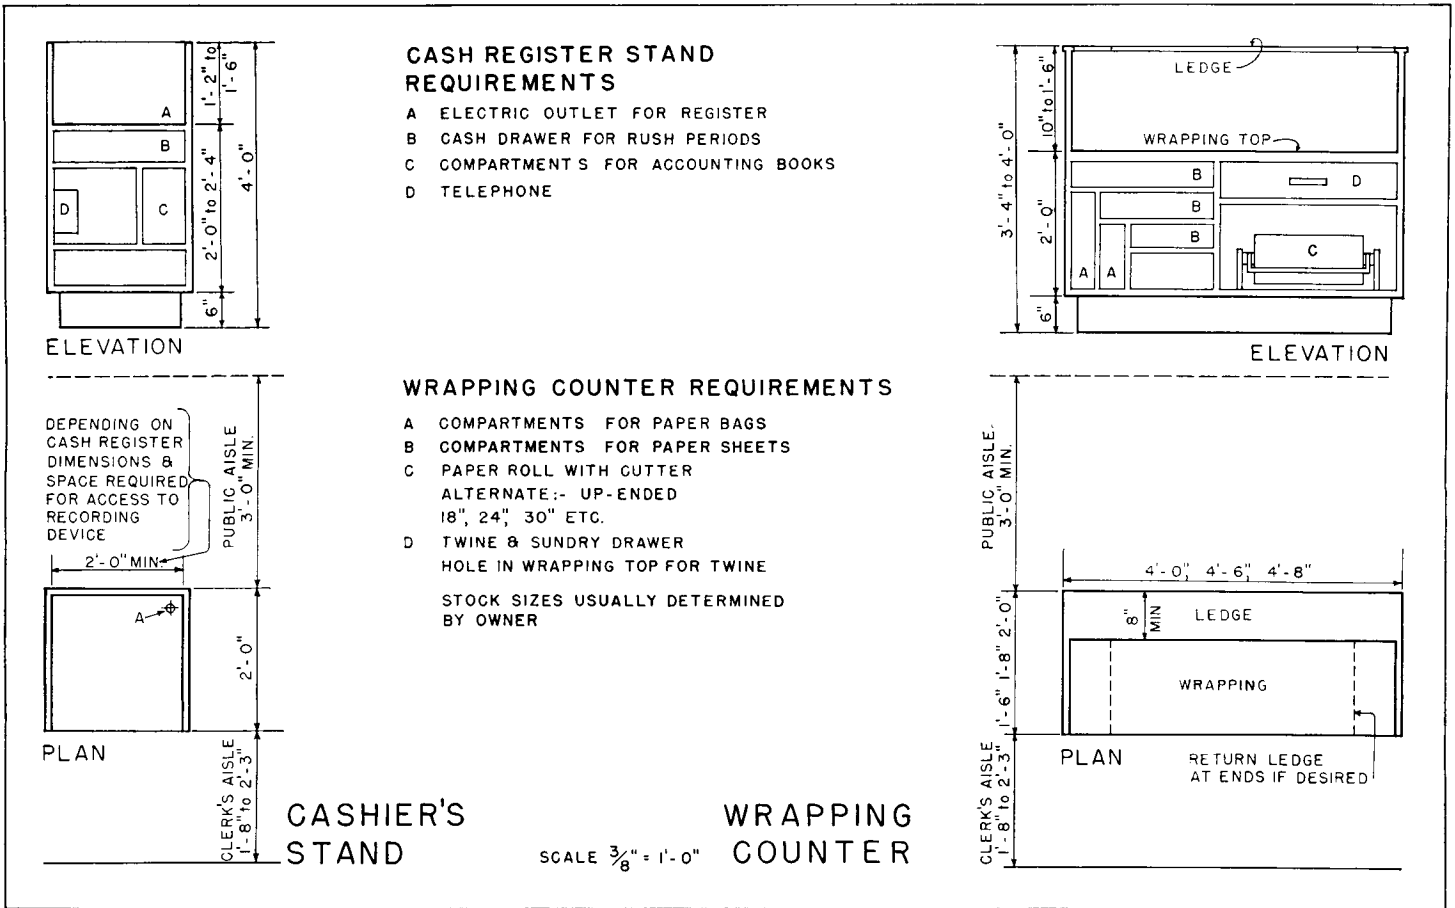 CASH REGISTER STAND
REQUIREMENTS
A ELECTRIC OUTLET FOR REGISTER
B CASH DRAWER FOR RUSH PERIODS
C COMPARTMENTS FOR ACCOUNTING BOOKS
D TELEPHONE
A
B
D
C
1'-2" to
1'-6"
2'-0" to 2'-4"
4'-0"
6"
ELEVATION
LEDGE
WRAPPING TOP
10" to 1'-6"
3'-4" to 4'-0"
2'-0"
6"
B
D
B
B
C
A
A
ELEVATION
WRAPPING COUNTER REQUIREMENTS
A COMPARTMENTS FOR PAPER BAGS
B COMPARTMENTS FOR PAPER SHEETS
C PAPER ROLL WITH CUTTER
ALTERNATE:- UP-ENDED
18", 24", 30" ETC.
D TWINE & SUNDRY DRAWER
HOLE IN WRAPPING TOP FOR TWINE
STOCK SIZES USUALLY DETERMINED
BY OWNER
DEPENDING ON
CASH REGISTER
DIMENSIONS &
SPACE REQUIRED
FOR ACCESS TO
RECORDING
DEVICE
PUBLIC AISLE
3'-0" MIN.
2'-0" MIN.
A
2'-0"
PLAN
CLERK'S AISLE
1'-8" to 2'-3"
CASHIER'S
STAND
SCALE 3/8" = 1'-0"
WRAPPING
COUNTER
PUBLIC AISLE
3'-0" MIN.
4'-0", 4'-6", 4'-8"
8"
MIN
LEDGE
1'-6" 1'-8" 2'-0"
WRAPPING
PLAN
RETURN LEDGE
AT ENDS IF DESIRED
CLERK'S AISLE
1'-8" to 2'-3"